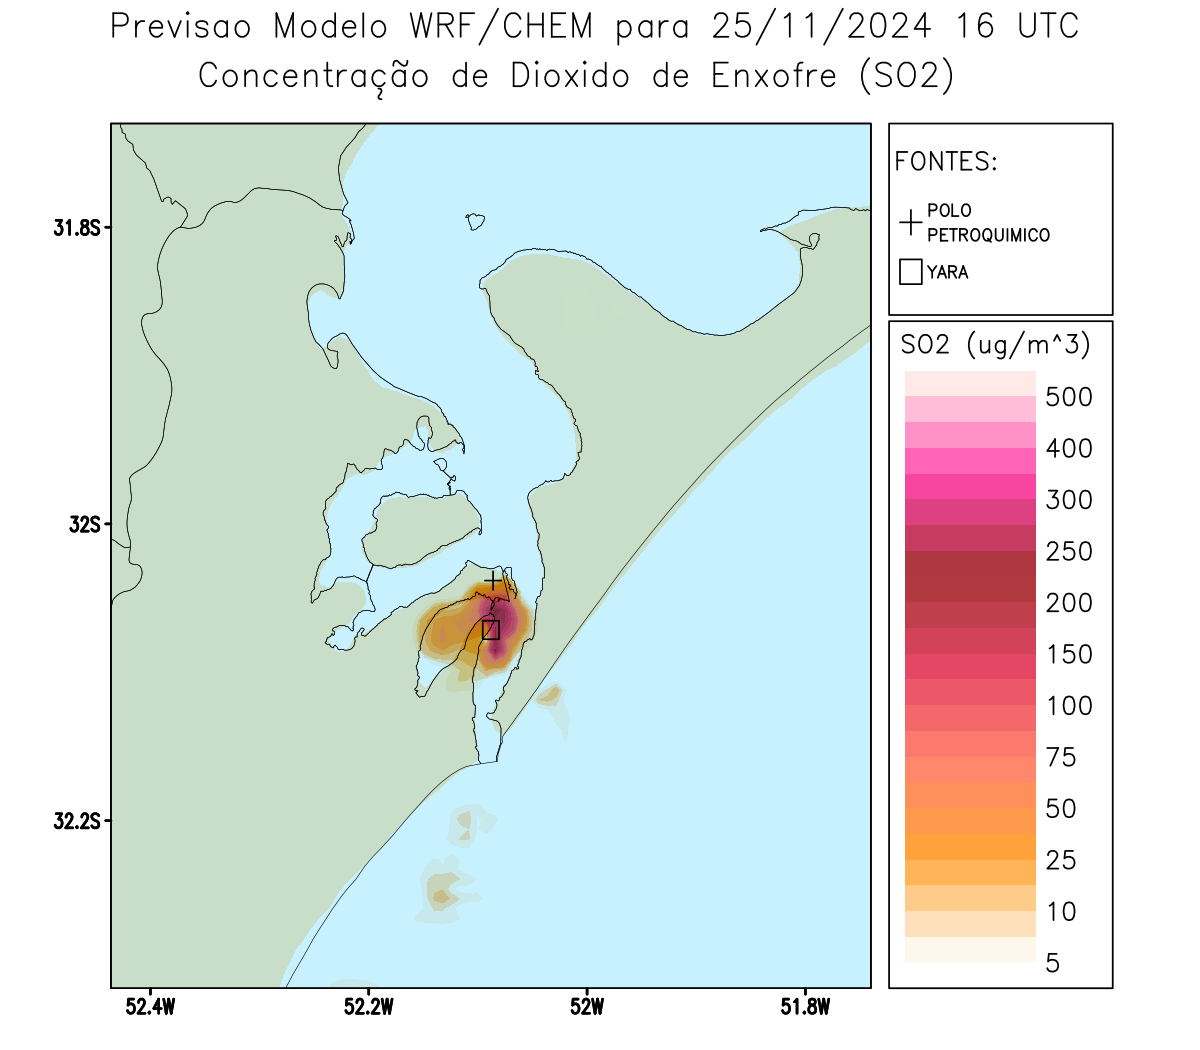 Previsao Modelo WRF/CHEM para 25/11/2024 16 UTC
Concentração de Dioxido de Enxofre (SO2)
FONTES:
POLO
PETROQUIMICO
YARA
SO2 (ug/m^3)
500
400
300
250
200
150
100
75
50
25
10
5
31.8S
32S
32.2S
52.4W
52.2W
52W
51.8W